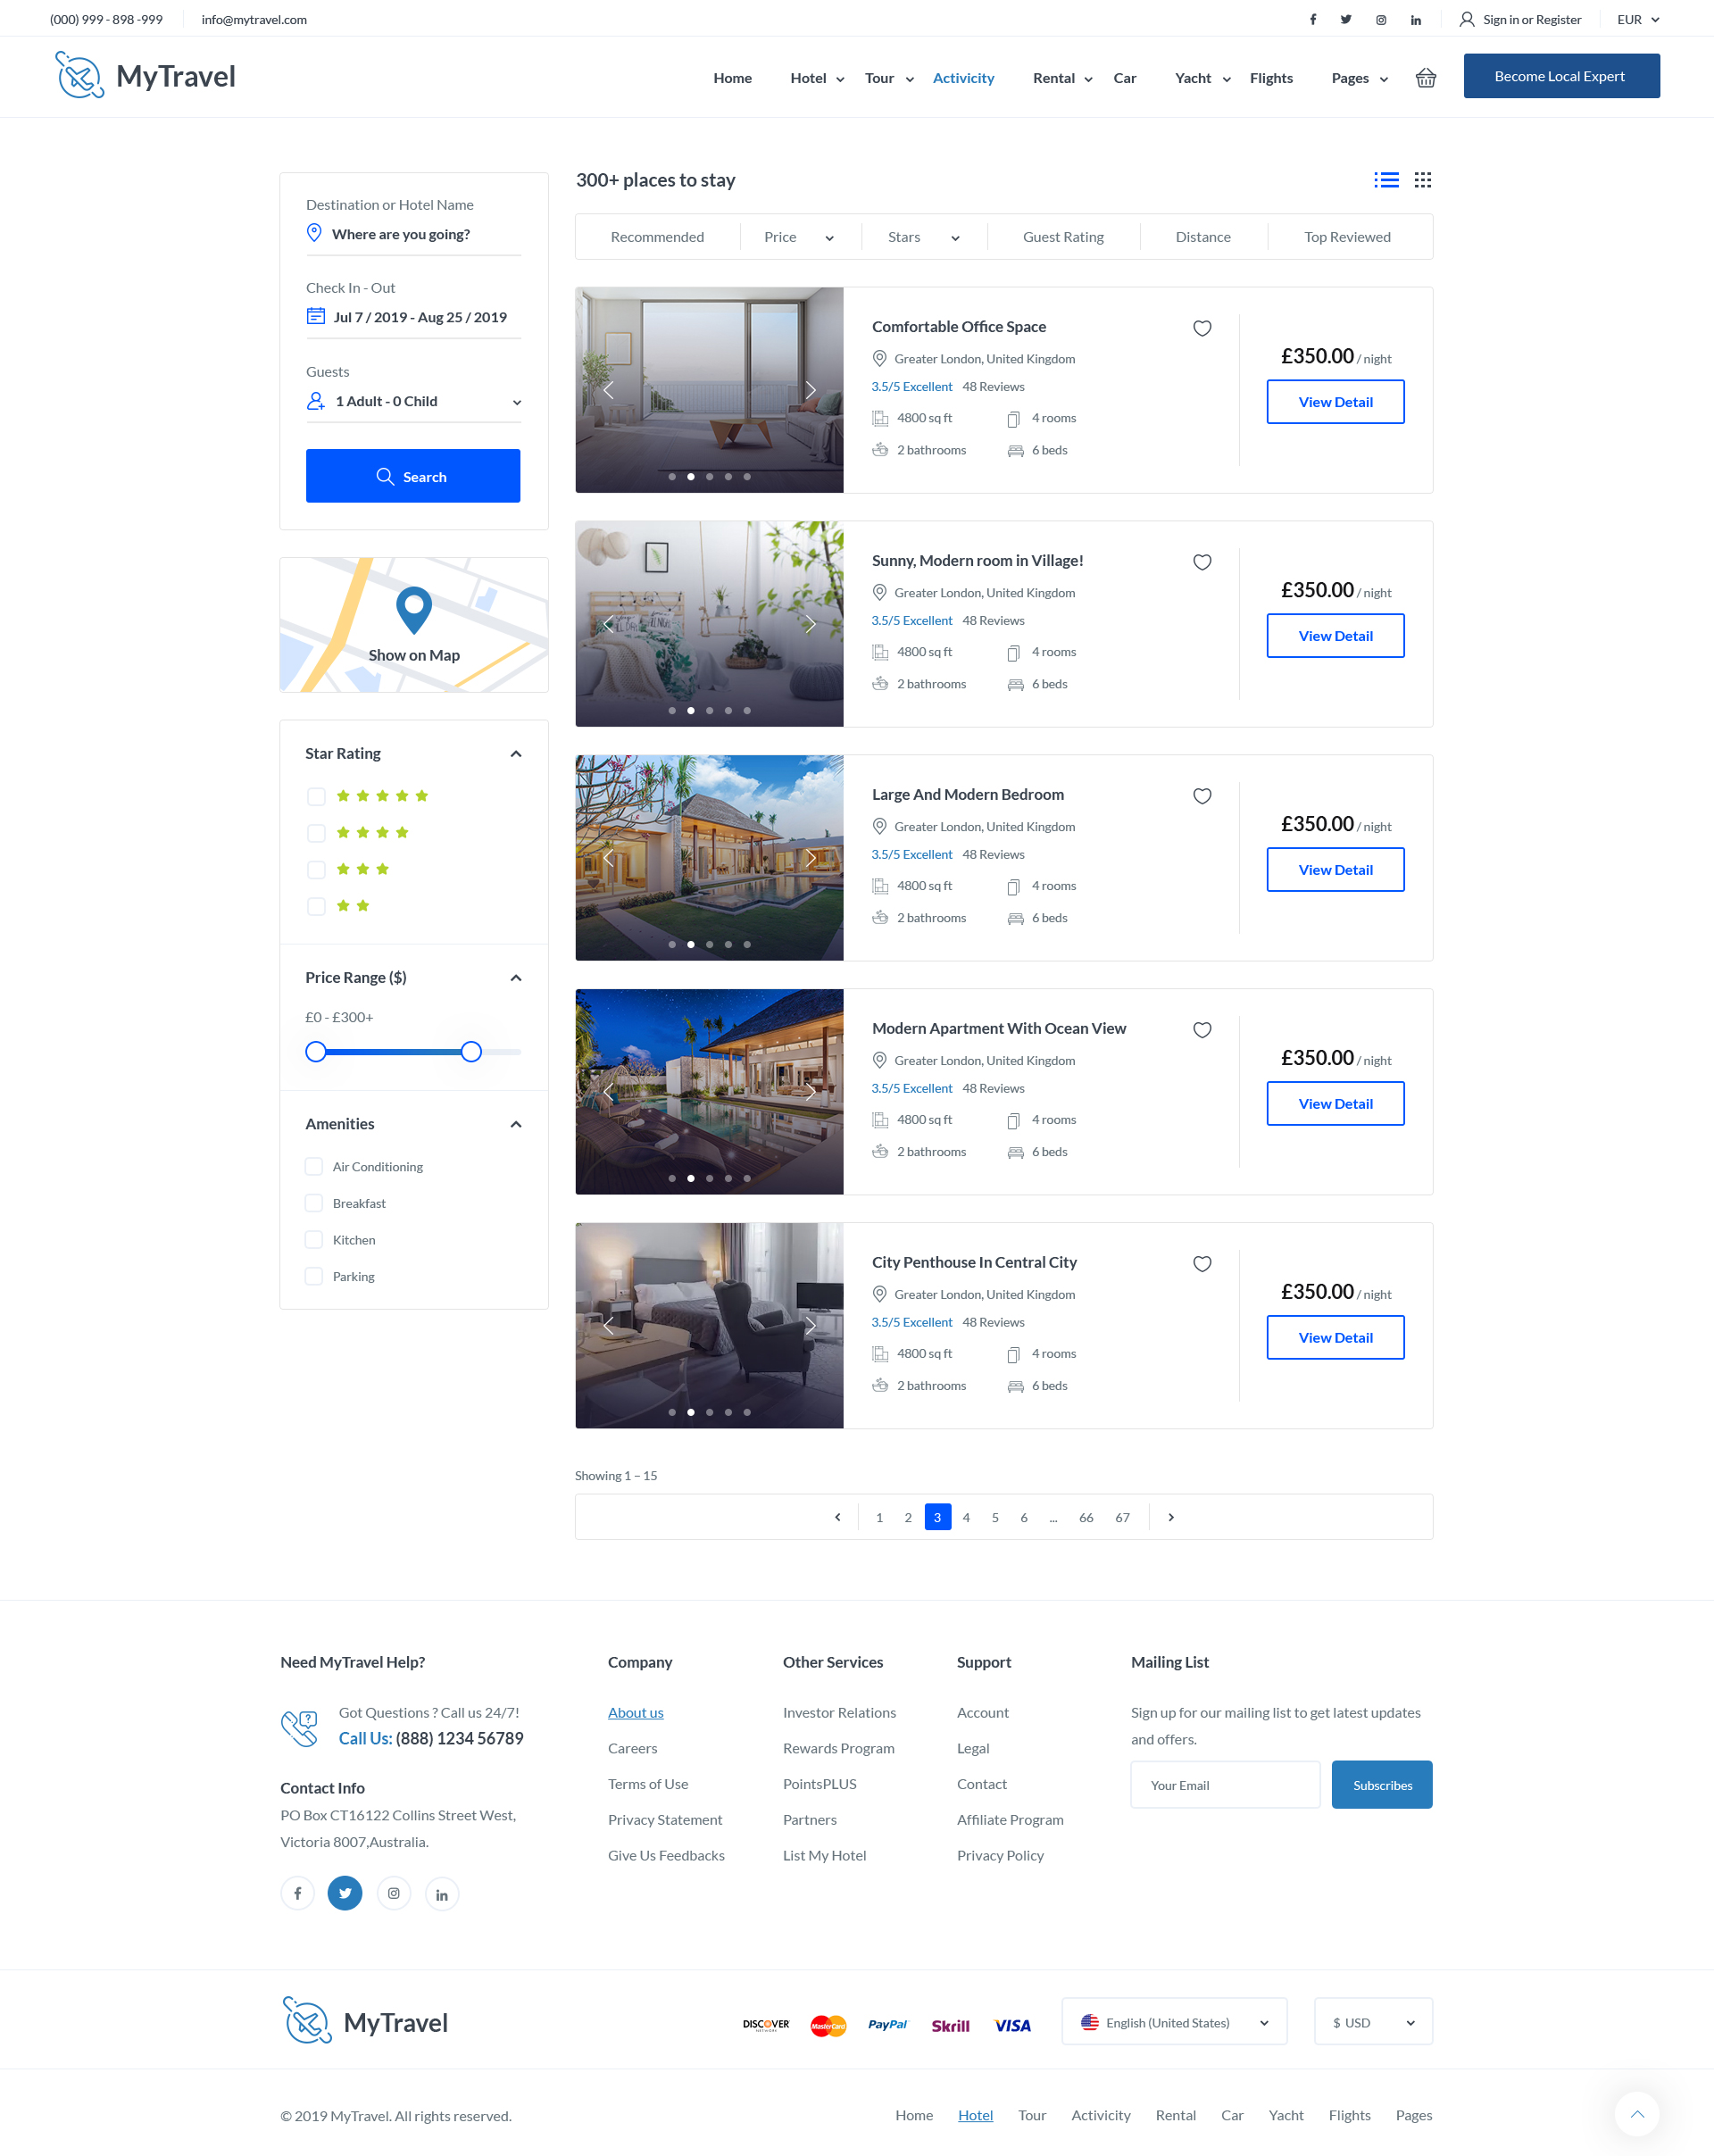 (000) 999 - 898 -999 info@mytravel.com Sign in or Register EUR
MyTravel Home Hotel Tour Activicity Rental Car Yacht Flights Pages Become Local Expert
Destination or Hotel Name
Where are you going?
Check In - Out
Jul 7 / 2019 - Aug 25 / 2019
Guests
1 Adult - 0 Child
Search
Show on Map
Star Rating
Price Range ($)
£0 - £300+
Amenities
Air Conditioning
Breakfast
Kitchen
Parking
300+ places to stay
Recommended Price Stars Guest Rating Distance Top Reviewed
Comfortable Office Space
Greater London, United Kingdom
3.5/5 Excellent 48 Reviews
4800 sq ft 4 rooms
2 bathrooms 6 beds
£350.00 / night
View Detail
Sunny, Modern room in Village!
Greater London, United Kingdom
3.5/5 Excellent 48 Reviews
4800 sq ft 4 rooms
2 bathrooms 6 beds
£350.00 / night
View Detail
Large And Modern Bedroom
Greater London, United Kingdom
3.5/5 Excellent 48 Reviews
4800 sq ft 4 rooms
2 bathrooms 6 beds
£350.00 / night
View Detail
Modern Apartment With Ocean View
Greater London, United Kingdom
3.5/5 Excellent 48 Reviews
4800 sq ft 4 rooms
2 bathrooms 6 beds
£350.00 / night
View Detail
City Penthouse In Central City
Greater London, United Kingdom
3.5/5 Excellent 48 Reviews
4800 sq ft 4 rooms
2 bathrooms 6 beds
£350.00 / night
View Detail
Showing 1 – 15
1 2 3 4 5 6 ... 66 67
Need MyTravel Help?
Got Questions ? Call us 24/7!
Call Us: (888) 1234 56789
Contact Info
PO Box CT16122 Collins Street West,
Victoria 8007,Australia.
Company
About us
Careers
Terms of Use
Privacy Statement
Give Us Feedbacks
Other Services
Investor Relations
Rewards Program
PointsPLUS
Partners
List My Hotel
Support
Account
Legal
Contact
Affiliate Program
Privacy Policy
Mailing List
Sign up for our mailing list to get latest updates
and offers.
Your Email Subscribes
MyTravel DISCOVER NETWORK MasterCard PayPal Skrill VISA English (United States) $ USD
© 2019 MyTravel. All rights reserved. Home Hotel Tour Activicity Rental Car Yacht Flights Pages